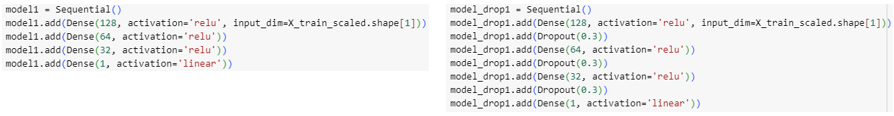 model1 = Sequential()
model1.add(Dense(128, activation='relu', input_dim=X_train_scaled.shape[1]))
model1.add(Dense(64, activation='relu'))
model1.add(Dense(32, activation='relu'))
model1.add(Dense(1, activation='linear'))
model_drop1 = Sequential()
model_drop1.add(Dense(128, activation='relu', input_dim=X_train_scaled.shape[1]))
model_drop1.add(Dropout(0.3))
model_drop1.add(Dense(64, activation='relu'))
model_drop1.add(Dropout(0.3))
model_drop1.add(Dense(32, activation='relu'))
model_drop1.add(Dropout(0.3))
model_drop1.add(Dense(1, activation='linear'))